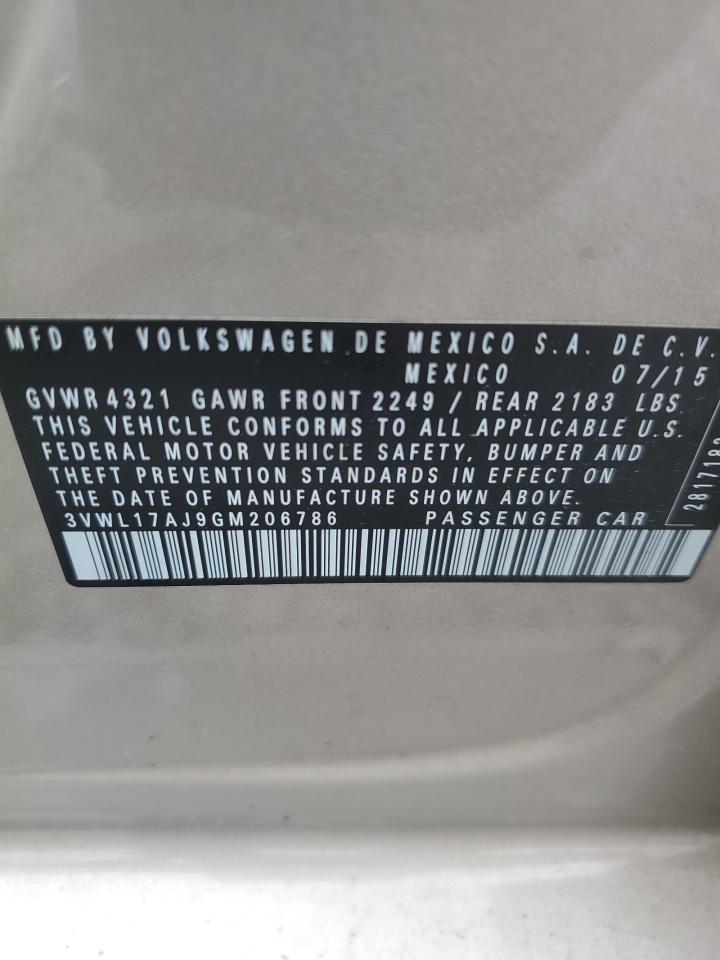 MFD BY VOLKSWAGEN DE MEXICO S.A. DE C.V.
MEXICO 07/15
GVWR 4321 GAWR FRONT 2249 / REAR 2183 LBS
THIS VEHICLE CONFORMS TO ALL APPLICABLE U.S.
FEDERAL MOTOR VEHICLE SAFETY, BUMPER AND
THEFT PREVENTION STANDARDS IN EFFECT ON
THE DATE OF MANUFACTURE SHOWN ABOVE.
3VWL17AJ9GM206786 PASSENGER CAR